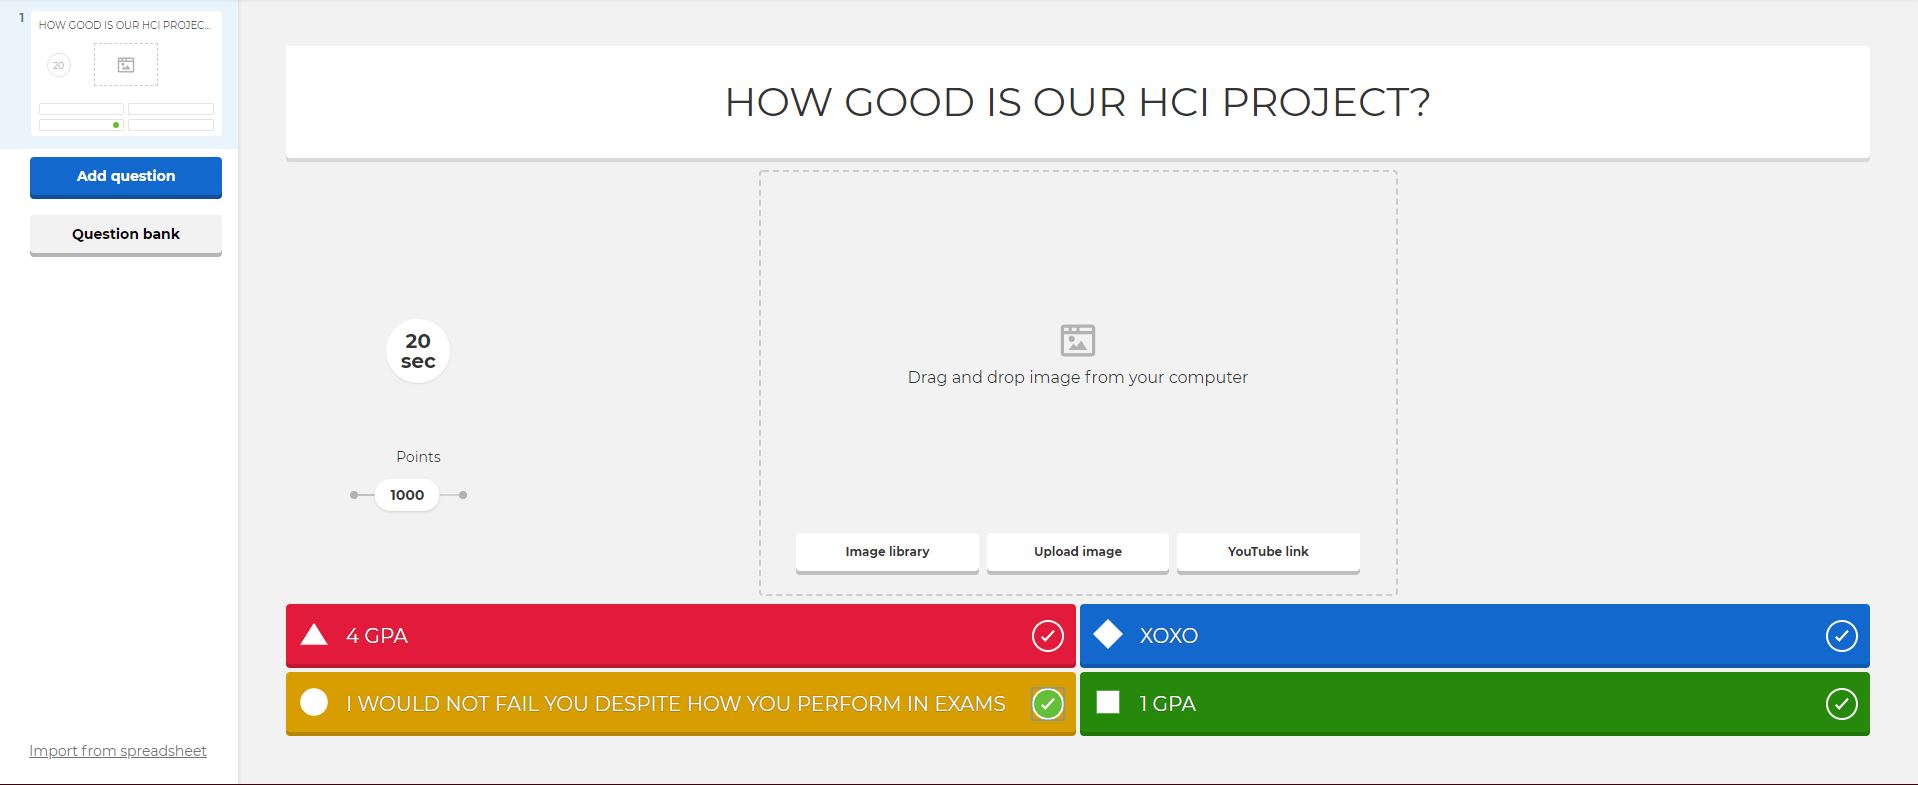 1
HOW GOOD IS OUR HCI PROJEC...
20
Add question
Question bank
Import from spreadsheet
HOW GOOD IS OUR HCI PROJECT?
20
sec
Points
1000
Drag and drop image from your computer
Image library
Upload image
YouTube link
4 GPA
XOXO
I WOULD NOT FAIL YOU DESPITE HOW YOU PERFORM IN EXAMS
1 GPA